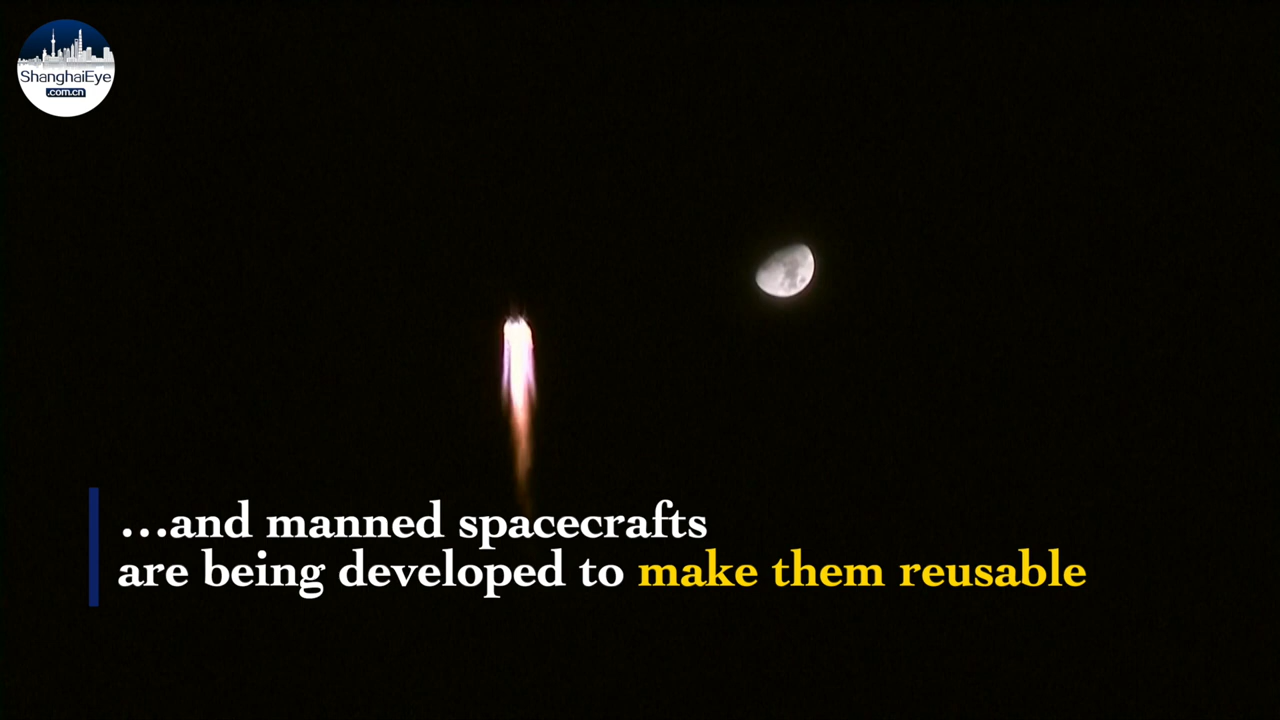 ShanghaiEye
.com.cn
...and manned spacecrafts
are being developed to make them reusable